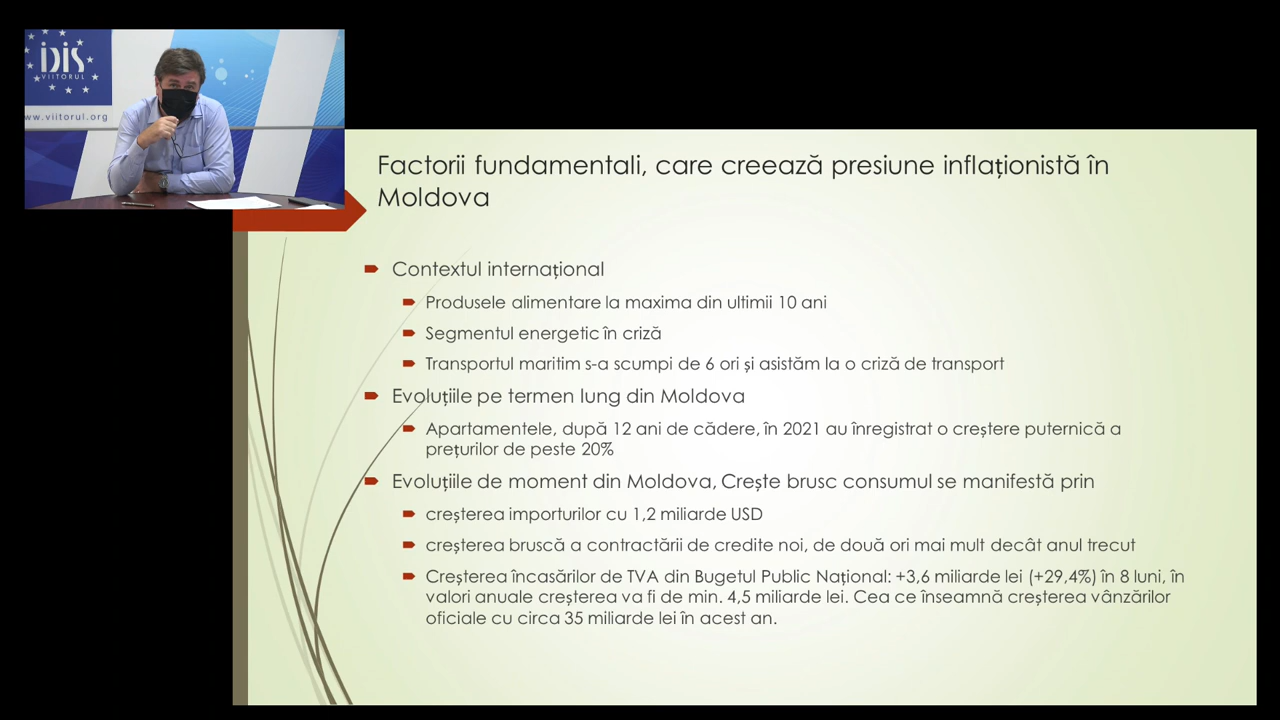 IDIS
VIITORUL
www.viitorul.org
Factorii fundamentali, care creează presiune inflaționistă în
Moldova
Contextul internațional
Produsele alimentare la maxima din ultimii 10 ani
Segmentul energetic în criză
Transportul maritim s-a scumpi de 6 ori și asistăm la o criză de transport
Evoluțiile pe termen lung din Moldova
Apartamentele, după 12 ani de cădere, în 2021 au înregistrat o creștere puternică a
prețurilor de peste 20%
Evoluțiile de moment din Moldova, Crește brusc consumul se manifestă prin
creșterea importurilor cu 1,2 miliarde USD
creșterea bruscă a contractării de credite noi, de două ori mai mult decât anul trecut
Creșterea încasărilor de TVA din Bugetul Public Național: +3,6 miliarde lei (+29,4%) în 8 luni, în
valori anuale creșterea va fi de min. 4,5 miliarde lei. Cea ce înseamnă creșterea vânzărilor
oficiale cu circa 35 miliarde lei în acest an.